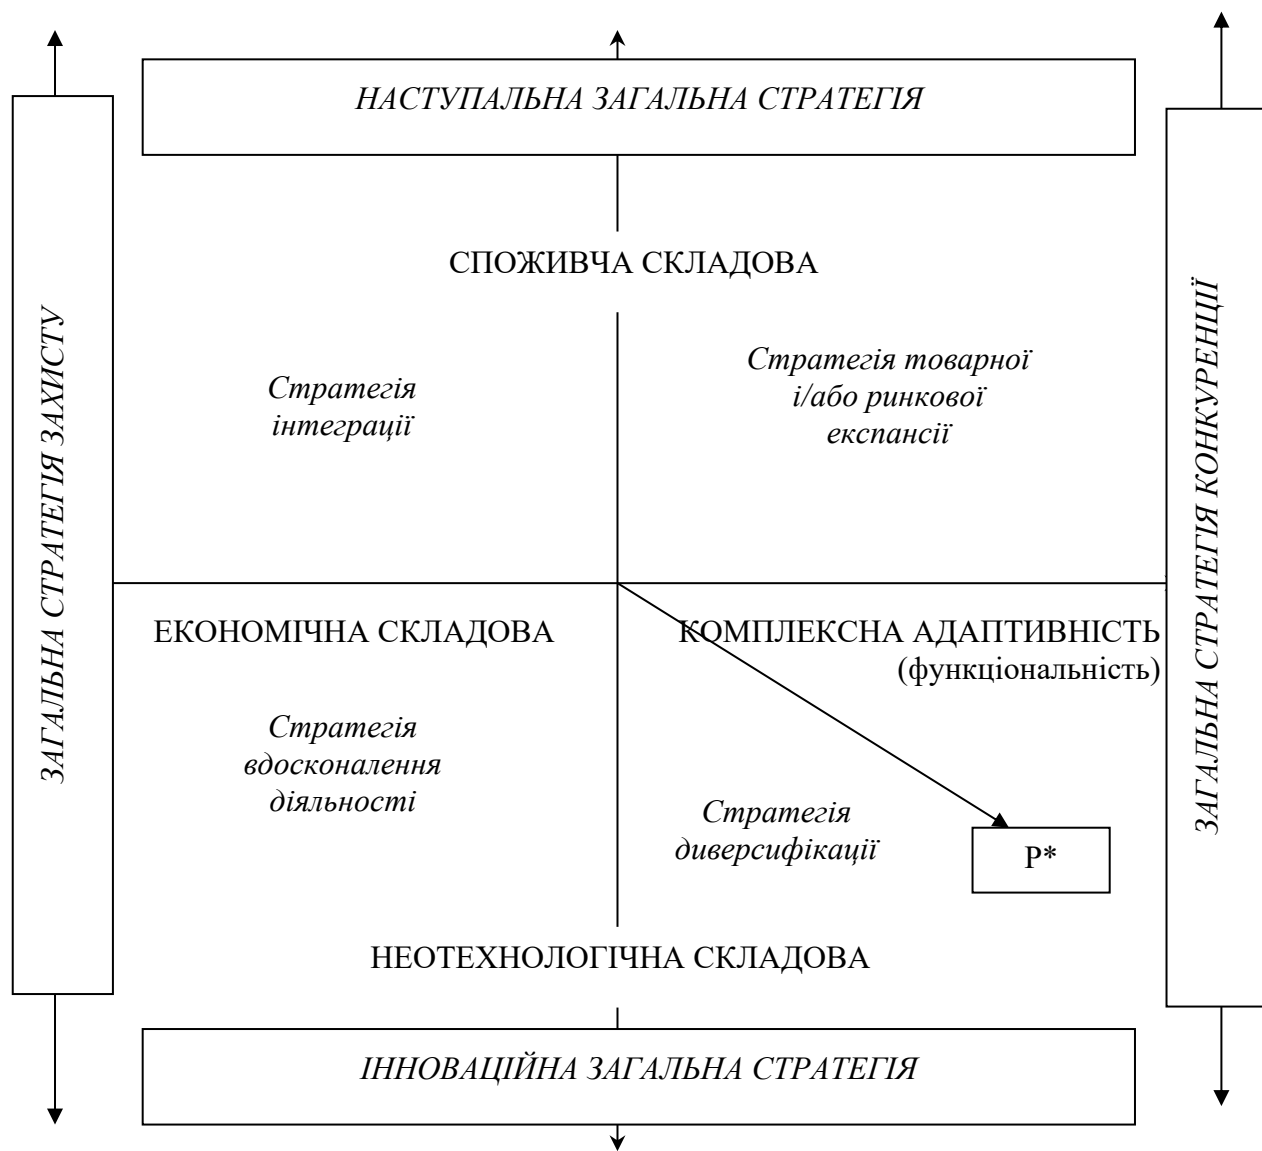 НАСТУПАЛЬНА ЗАГАЛЬНА СТРАТЕГІЯ
ЗАГАЛЬНА СТРАТЕГІЯ ЗАХИСТУ
СПОЖИВЧА СКЛАДОВА
Стратегія
інтеграції
Стратегія товарної
і/або ринкової
експансії
ЗАГАЛЬНА СТРАТЕГІЯ КОНКУРЕНЦІЇ
ЕКОНОМІЧНА СКЛАДОВА
КОМПЛЕКСНА АДАПТИВНІСТЬ
(функціональність)
Стратегія
вдосконалення
діяльності
Стратегія
диверсифікації
Р*
НЕОТЕХНОЛОГІЧНА СКЛАДОВА
ІННОВАЦІЙНА ЗАГАЛЬНА СТРАТЕГІЯ